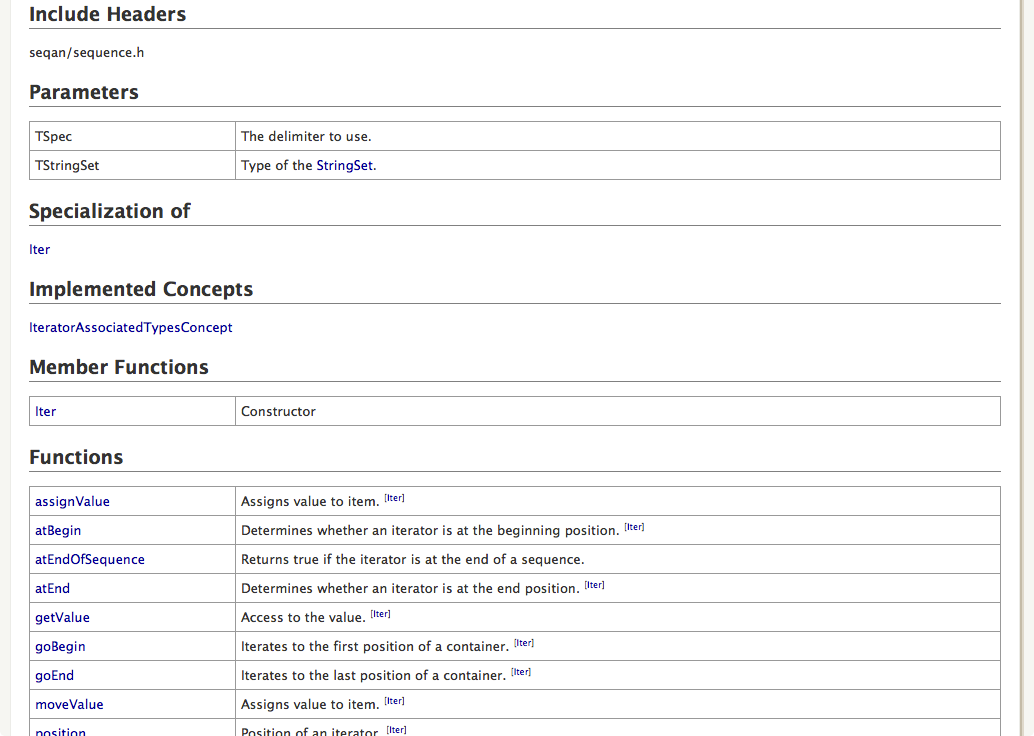 Include Headers
seqan/sequence.h
Parameters
TSpec The delimiter to use.
TStringSet Type of the StringSet.
Specialization of
Iter
Implemented Concepts
IteratorAssociatedTypesConcept
Member Functions
Iter Constructor
Functions
assignValue Assigns value to item. [Iter]
atBegin Determines whether an iterator is at the beginning position. [Iter]
atEndOfSequence Returns true if the iterator is at the end of a sequence.
atEnd Determines whether an iterator is at the end position. [Iter]
getValue Access to the value. [Iter]
goBegin Iterates to the first position of a container. [Iter]
goEnd Iterates to the last position of a container. [Iter]
moveValue Assigns value to item. [Iter]
position Position of an iterator. [Iter]